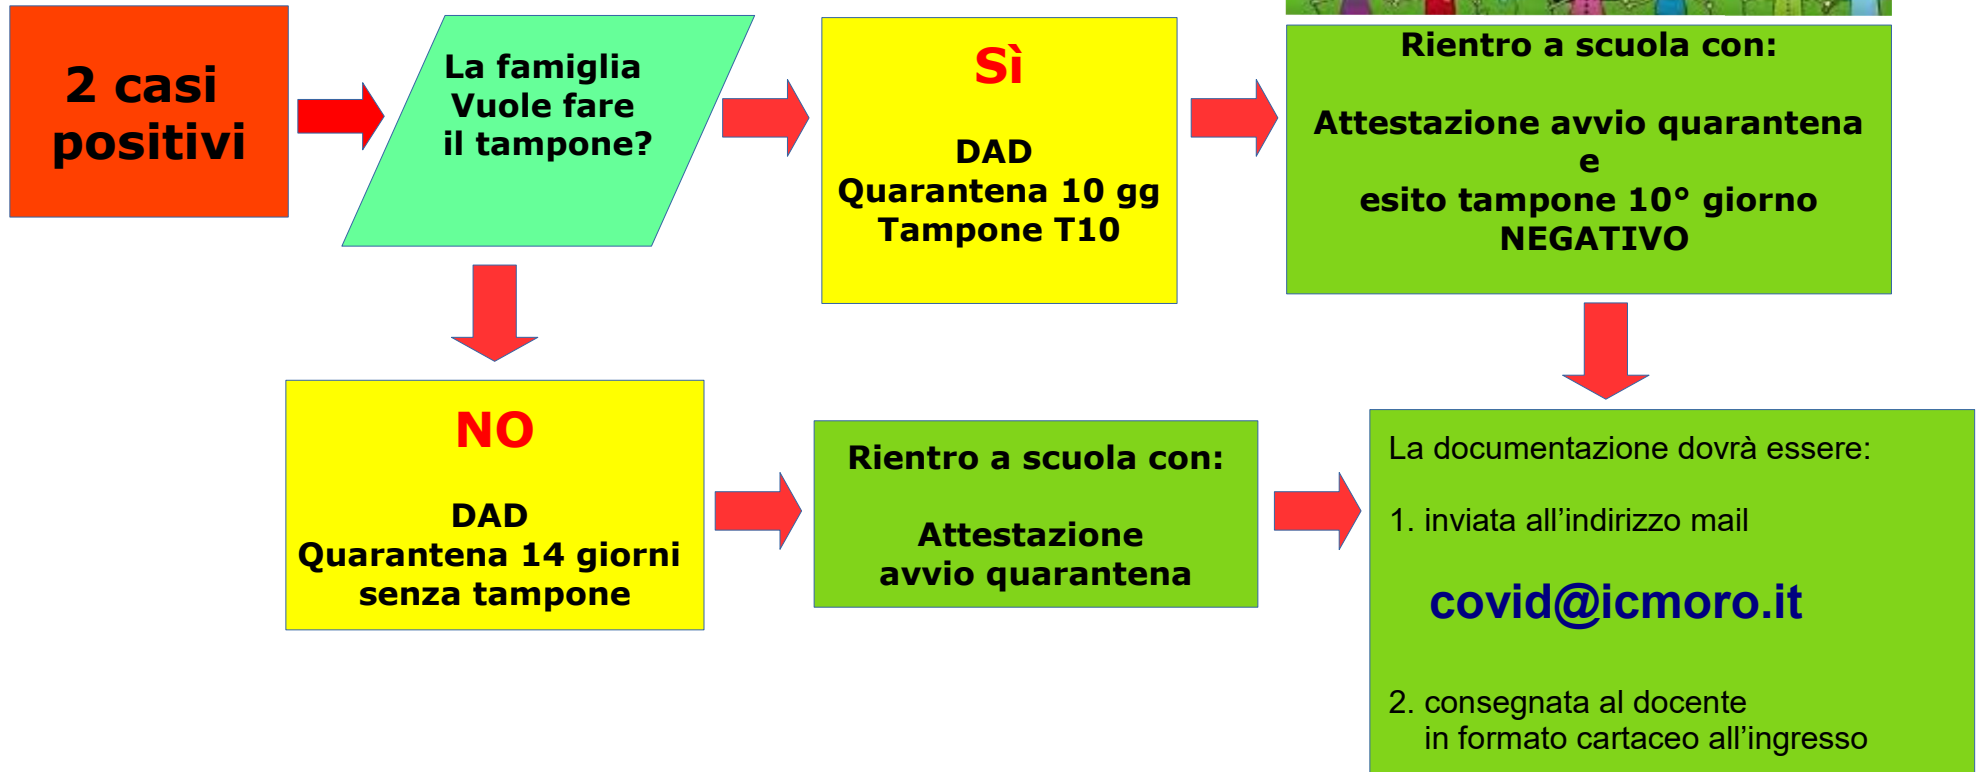 2 casi
positivi
La famiglia
Vuole fare
il tampone?
Sì
DAD
Quarantena 10 gg
Tampone T10
Rientro a scuola con:
Attestazione avvio quarantena
e
esito tampone 10° giorno
NEGATIVO
NO
DAD
Quarantena 14 giorni
senza tampone
Rientro a scuola con:
Attestazione
avvio quarantena
La documentazione dovrà essere:
1. inviata all’indirizzo mail
covid@icmoro.it
2. consegnata al docente
in formato cartaceo all’ingresso